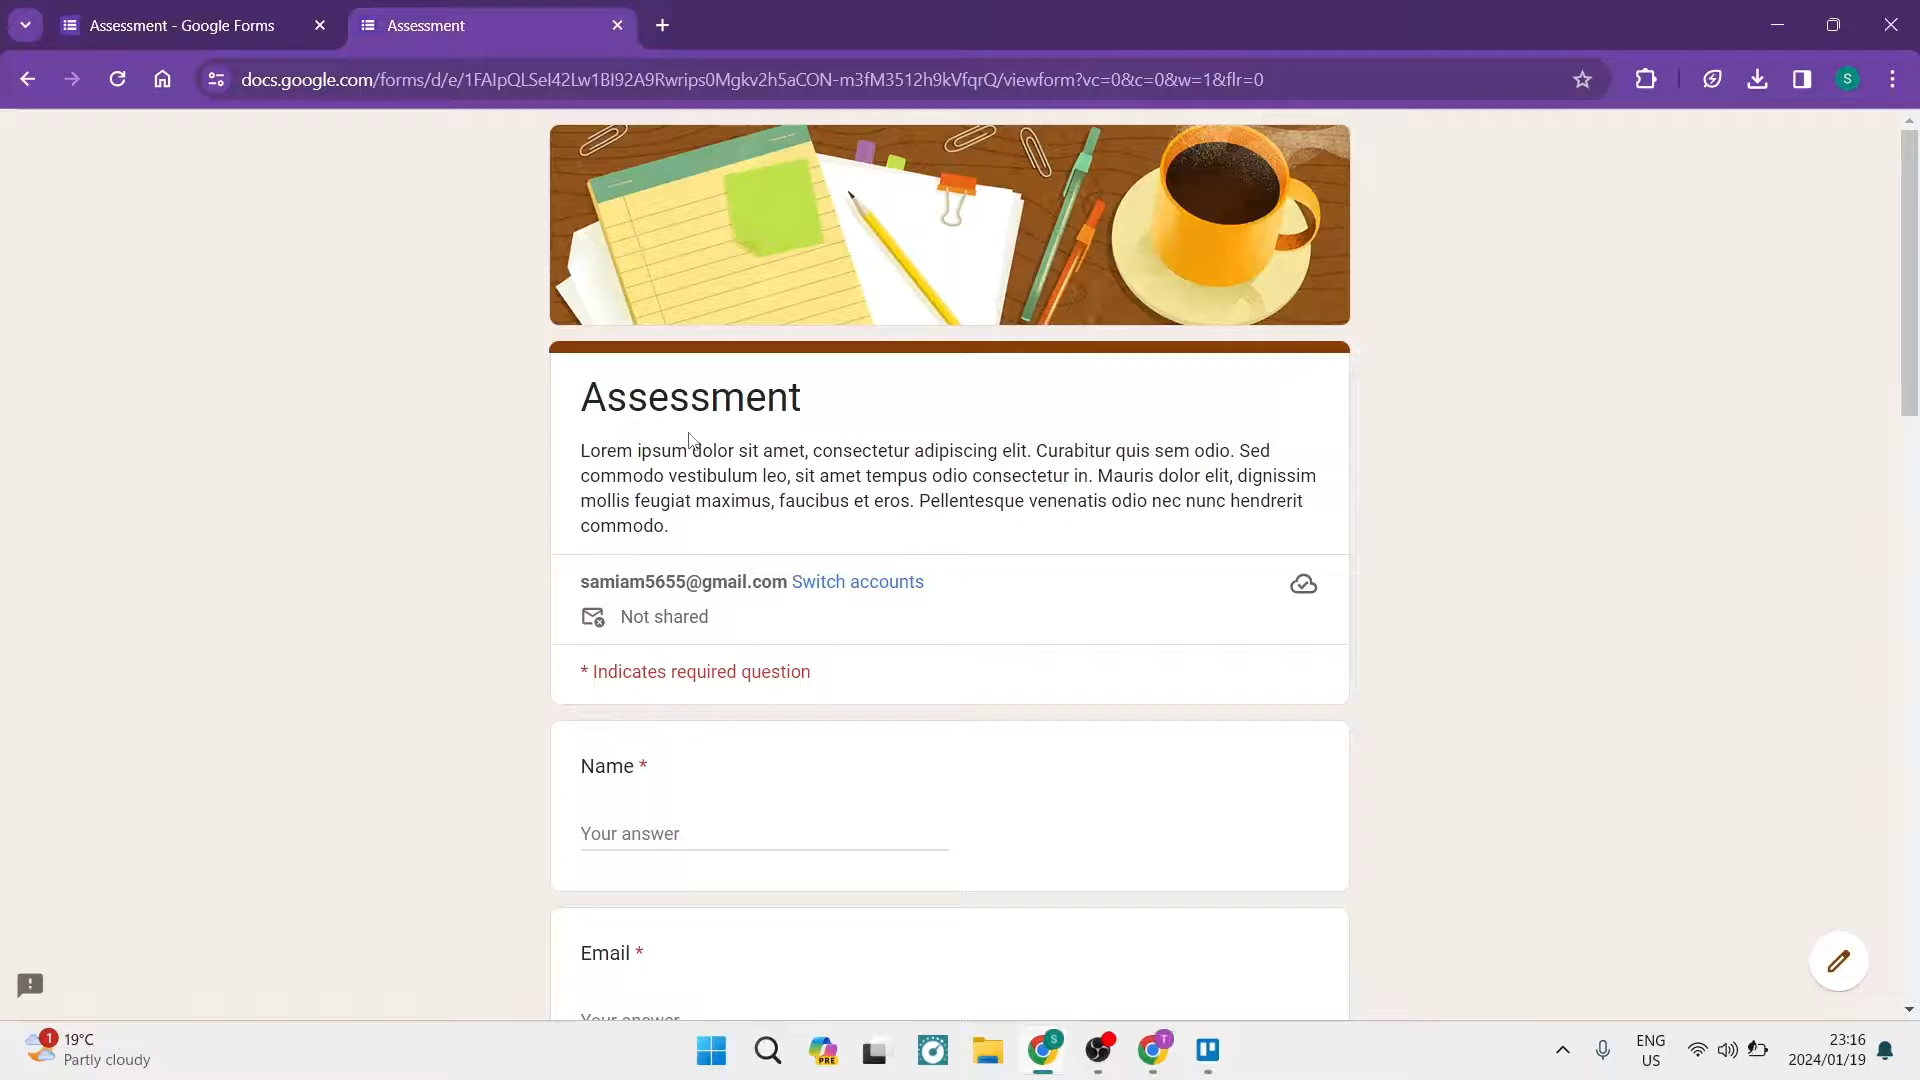 Assessment - Google Forms
Assessment
docs.google.com/forms/d/e/1FAIpQLSeI42Lw1BI92A9Rwrips0Mgkv2h5aCON-m3fM3512h9kVfqrQ/viewform?vc=0&c=0&w=1&flr=0
S
Assessment
Lorem ipsum dolor sit amet, consectetur adipiscing elit. Curabitur quis sem odio. Sed
commodo vestibulum leo, sit amet tempus odio consectetur in. Mauris dolor elit, dignissim
mollis feugiat maximus, faucibus et eros. Pellentesque venenatis odio nec nunc hendrerit
commodo.
samiam5655@gmail.com Switch accounts
Not shared
* Indicates required question
Name *
Your answer
Email *
Your answer
1
19°C
Partly cloudy
PRE
S
T
ENG
US
23:16
2024/01/19